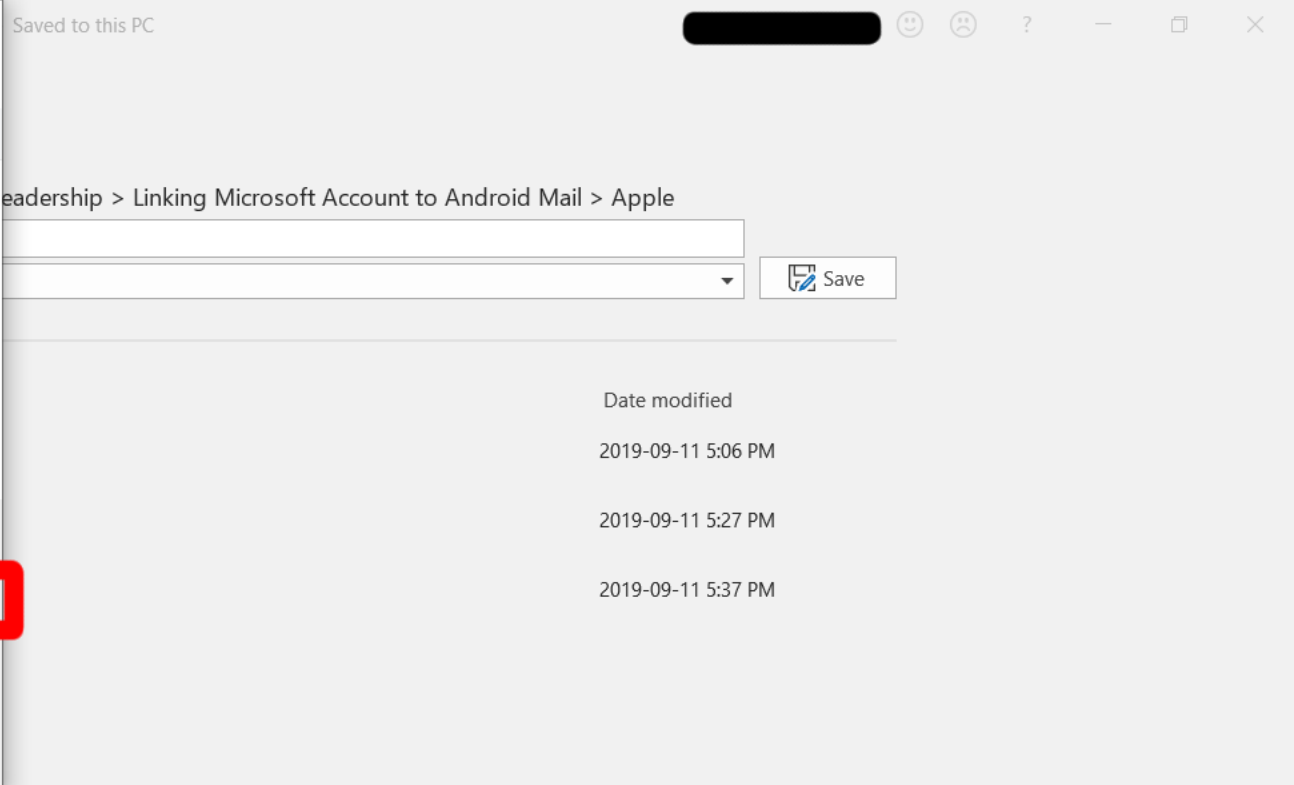 Saved to this PC
?
eadership > Linking Microsoft Account to Android Mail > Apple
Save
Date modified
2019-09-11 5:06 PM
2019-09-11 5:27 PM
2019-09-11 5:37 PM